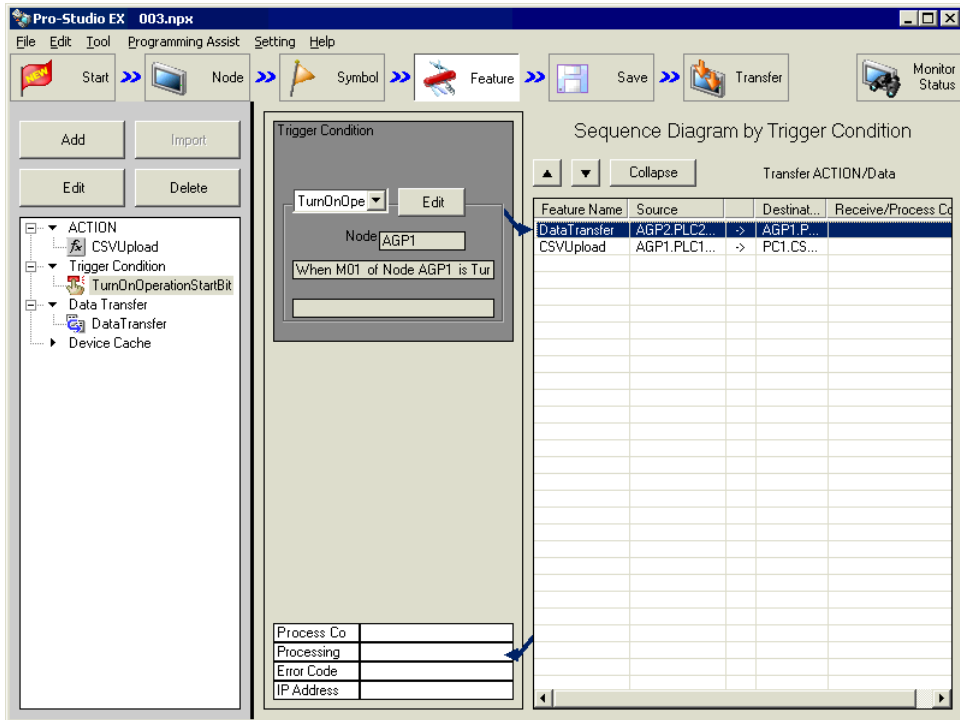 Pro-Studio EX 003.npx
File Edit Tool Programming Assist Setting Help
NEW Start Node Symbol Feature Save Transfer Monitor Status
Add Import
Edit Delete
ACTION
fx CSVUpload
Trigger Condition
TurnOnOperationStartBit
Data Transfer
DataTransfer
Device Cache
Trigger Condition
TurnOnOpe Edit
Node AGP1
When M01 of Node AGP1 is Tur
Process Co
Processing
Error Code
IP Address
Sequence Diagram by Trigger Condition
Collapse Transfer ACTION/Data
Feature Name Source Destinat... Receive/Process Co
DataTransfer AGP2.PLC2... -> AGP1.P...
CSVUpload AGP1.PLC1... -> PC1.CS...